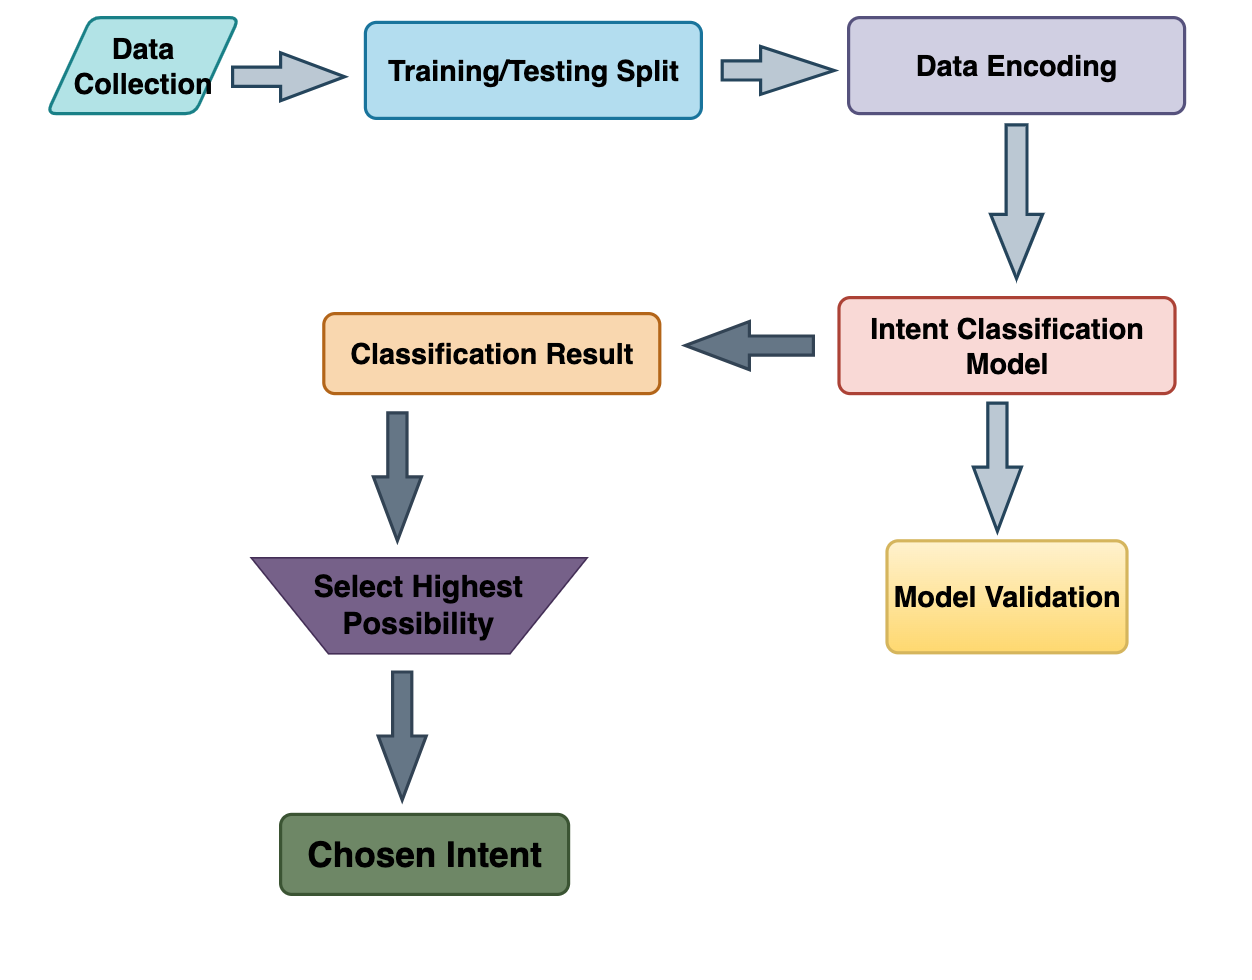 Data
Collection
Training/Testing Split
Data Encoding
Intent Classification
Model
Classification Result
Select Highest
Possibility
Model Validation
Chosen Intent